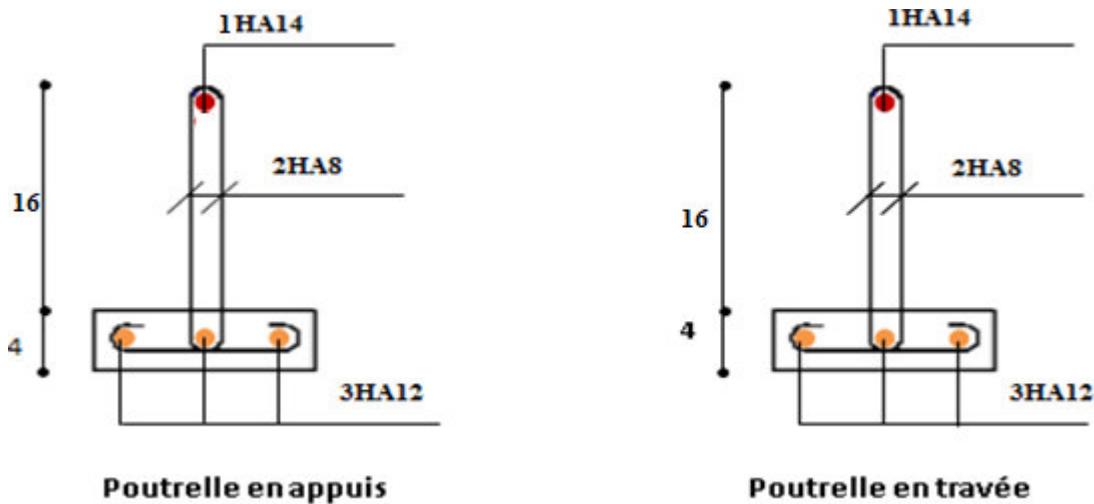 1HA14
2HA8
16
4
3HA12
Poutrelle en appuis
1HA14
2HA8
16
4
3HA12
Poutrelle en travée